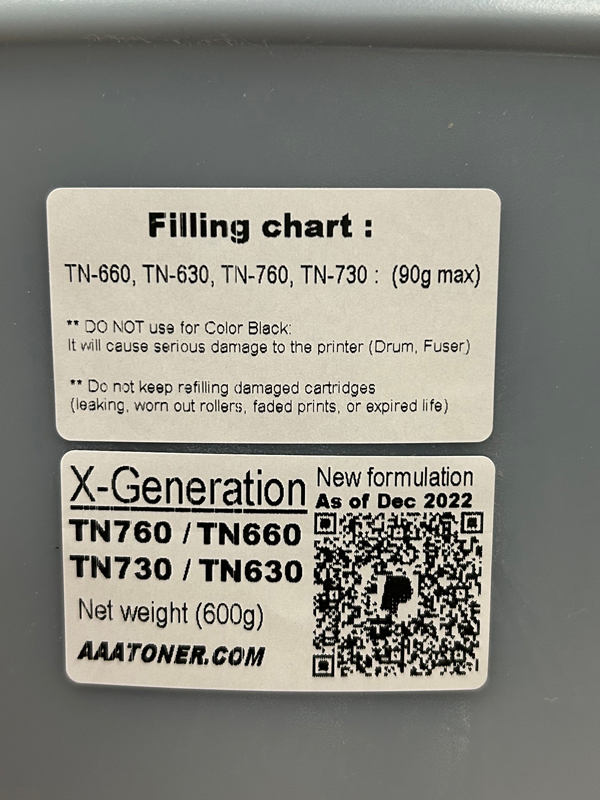 Filling chart :
TN-660, TN-630, TN-760, TN-730 : (90g max)
** DO NOT use for Color Black:
It will cause serious damage to the printer (Drum, Fuser)
** Do not keep refilling damaged cartridges
(leaking, worn out rollers, faded prints, or expired life)
X-Generation
New formulation
As of Dec 2022
TN760 / TN660
TN730 / TN630
Net weight (600g)
AAATONER.COM